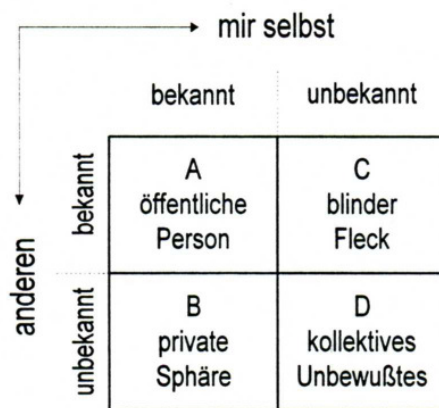 mir selbst
bekannt
unbekannt
anderen
bekannt
A
öffentliche
Person
C
blinder
Fleck
unbekannt
B
private
Sphäre
D
kollektives
Unbewußtes